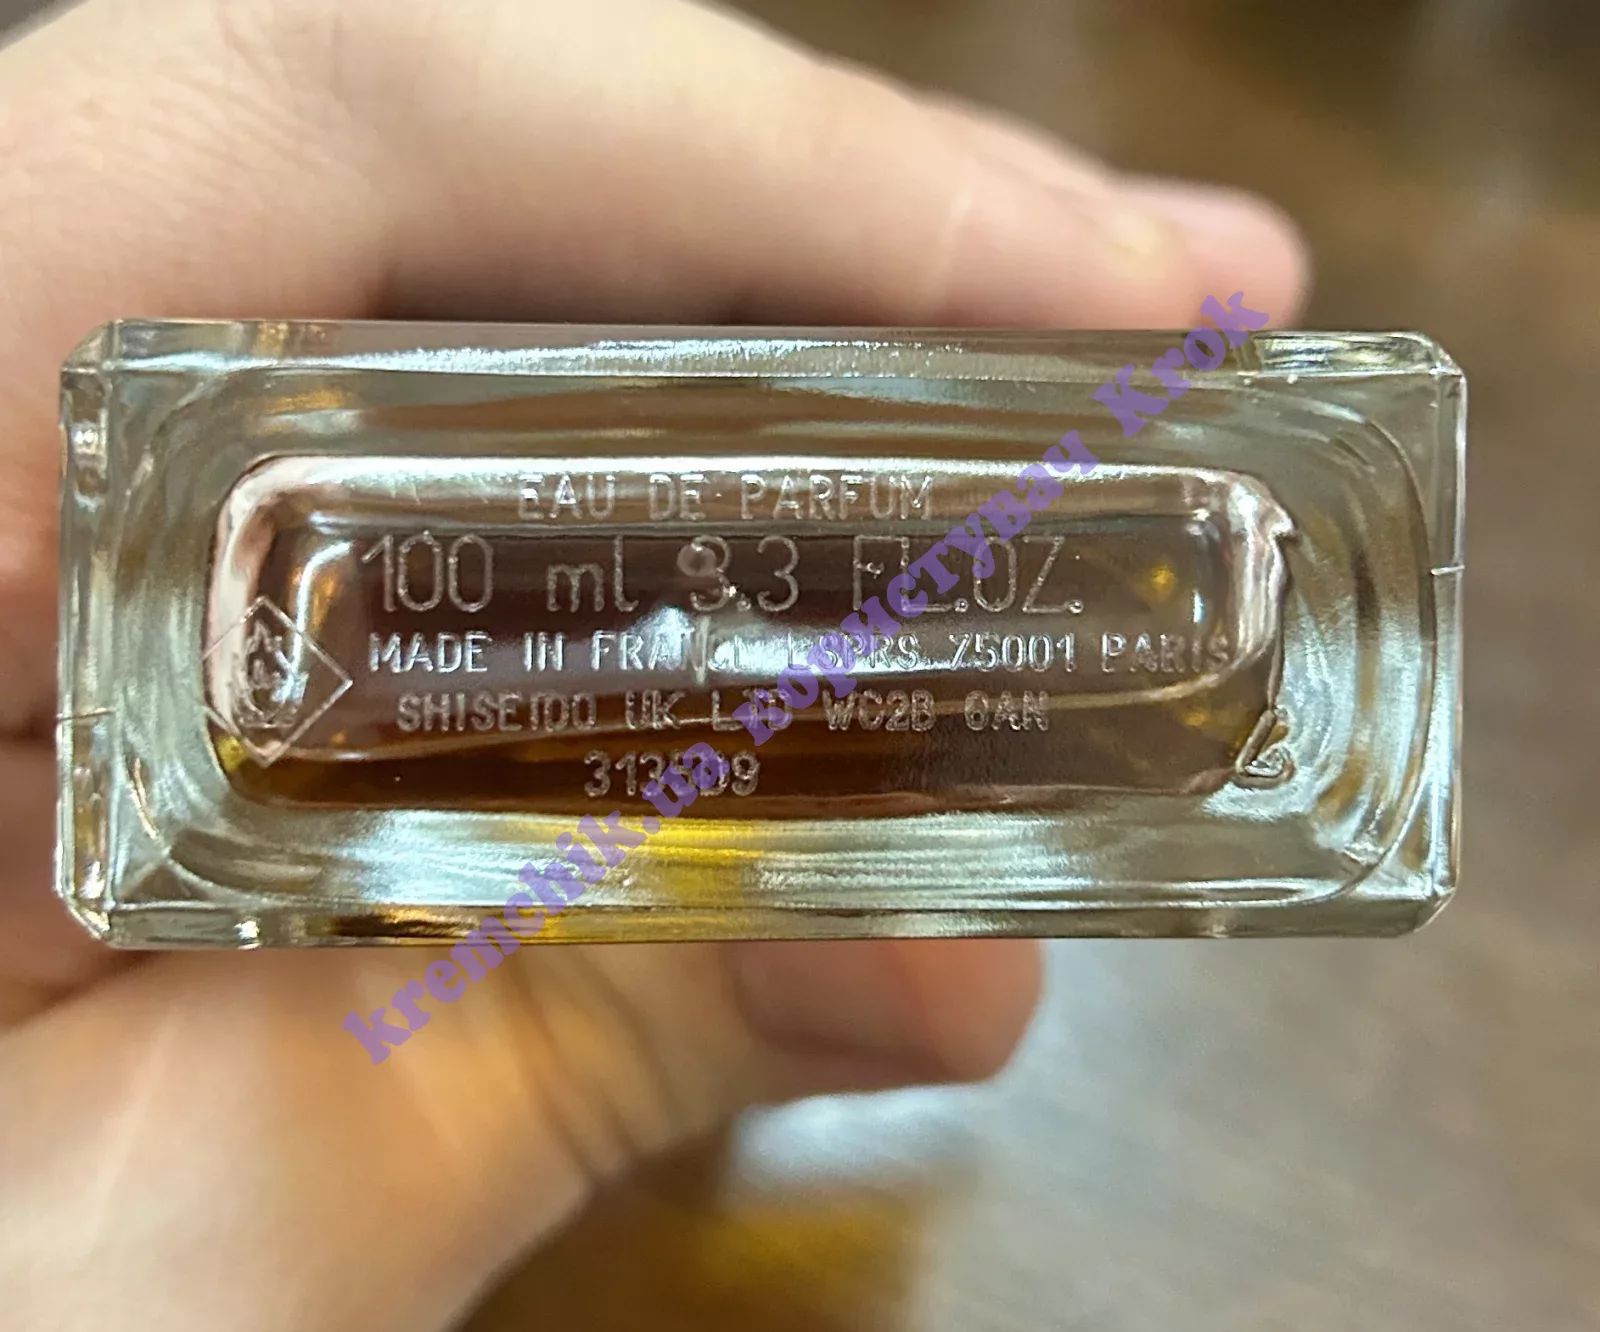 EAU DE PARFUM
100 ml 3.3 FL.OZ.
MADE IN FRANCE LSPRS 75001 PARIS
SHISEIDO UK LTD WC2B 0AN
kremchik.ua користувач Krok